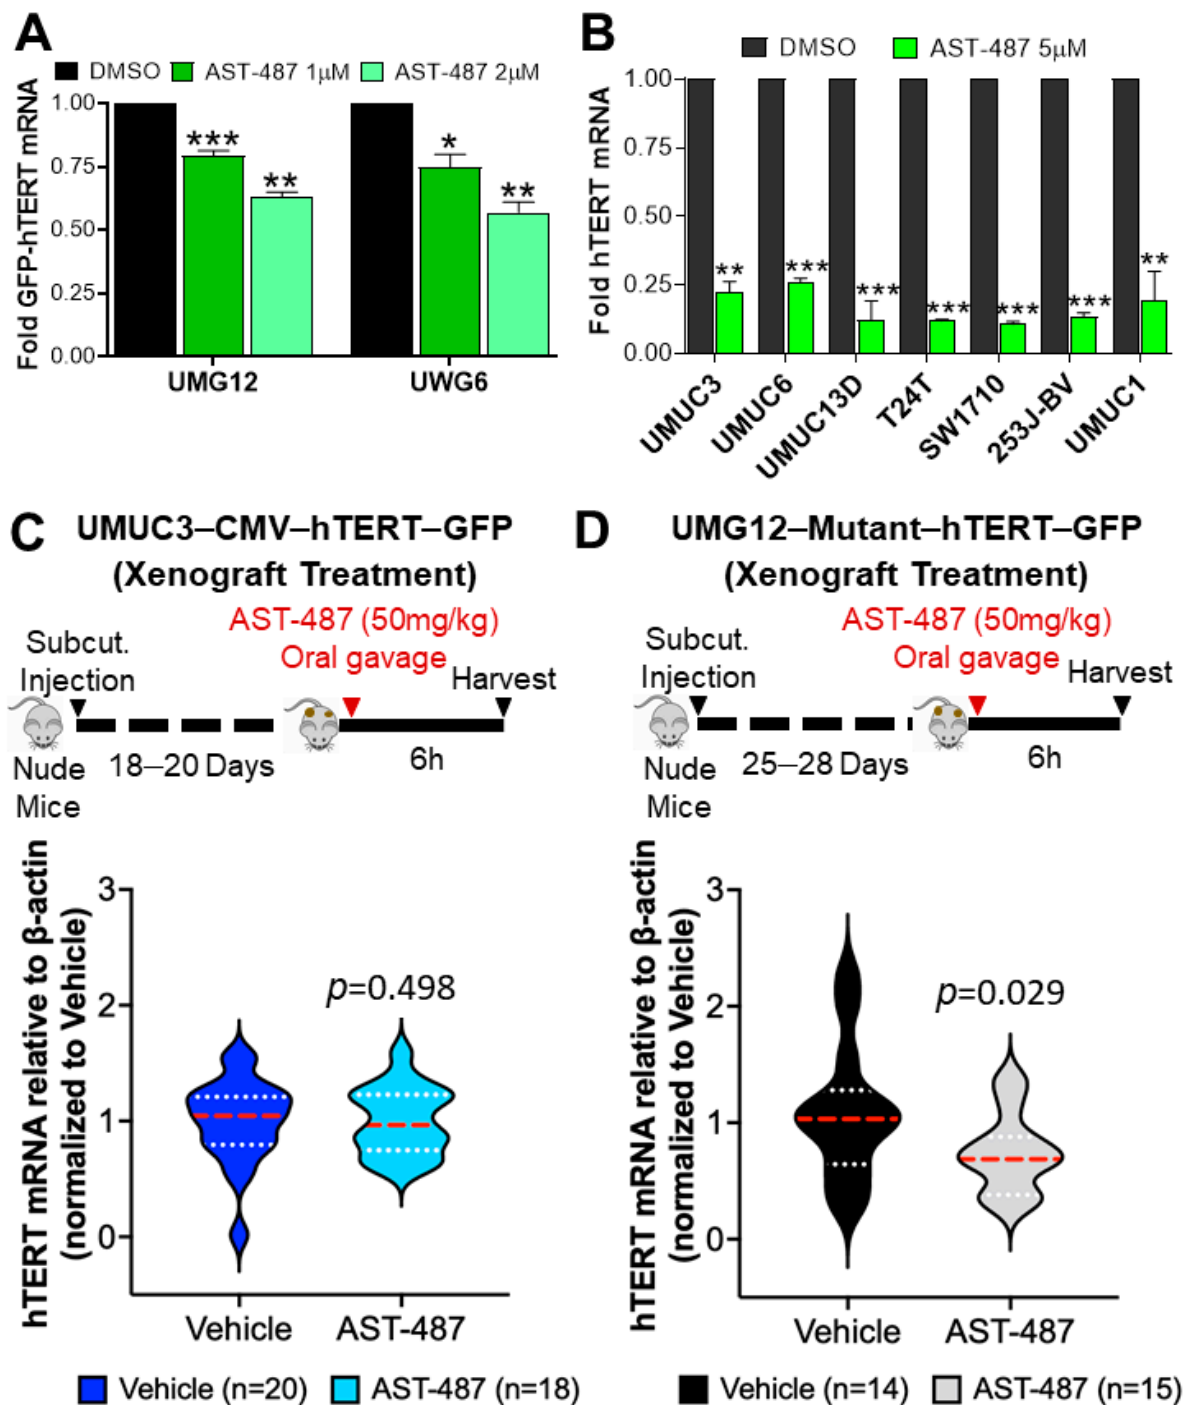 A
DMSO AST-487 1µM AST-487 2µM
Fold GFP-hTERT mRNA
1.00
0.75
0.50
0.25
0.00
***
**
*
**
UMG12 UWG6
B
DMSO AST-487 5µM
Fold hTERT mRNA
1.00
0.75
0.50
0.25
0.00
**
***
***
***
***
***
**
UMUC3
UMUC6
UMUC13D
T24T
SW1710
253J-BV
UMUC1
C
UMUC3–CMV–hTERT–GFP
(Xenograft Treatment)
AST-487 (50mg/kg)
Oral gavage
Subcut.
Injection
Harvest
Nude
Mice
18–20 Days
6h
hTERT mRNA relative to β-actin
(normalized to Vehicle)
3
2
1
0
p=0.498
Vehicle AST-487
Vehicle (n=20) AST-487 (n=18)
D
UMG12–Mutant–hTERT–GFP
(Xenograft Treatment)
AST-487 (50mg/kg)
Oral gavage
Subcut.
Injection
Harvest
Nude
Mice
25–28 Days
6h
hTERT mRNA relative to β-actin
(normalized to Vehicle)
3
2
1
0
p=0.029
Vehicle AST-487
Vehicle (n=14) AST-487 (n=15)